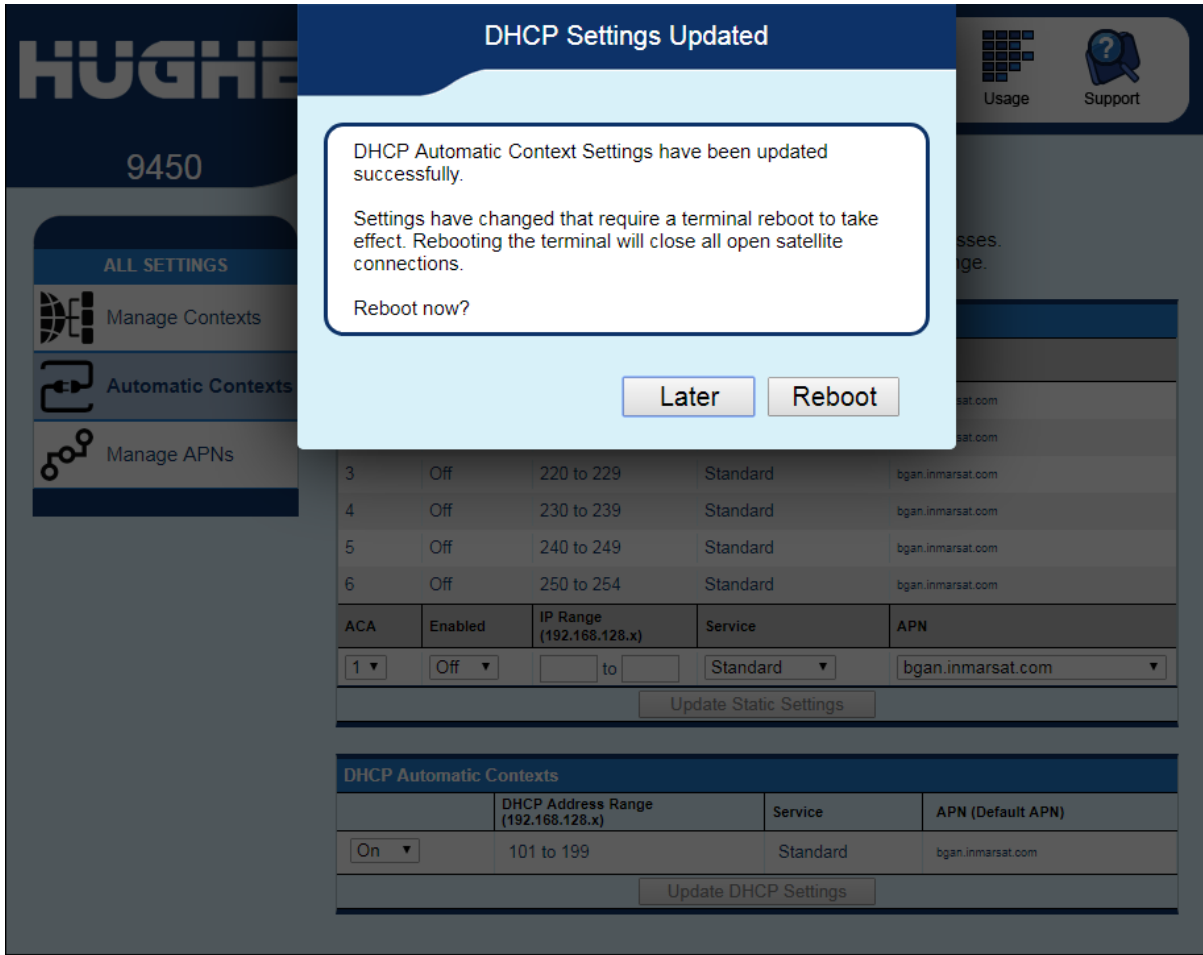 DHCP Settings Updated
HUGHE
Usage
Support
9450
DHCP Automatic Context Settings have been updated
successfully.
Settings have changed that require a terminal reboot to take
effect. Rebooting the terminal will close all open satellite
connections.
Reboot now?
Later
Reboot
sses.
nge.
ALL SETTINGS
Manage Contexts
Automatic Contexts
Manage APNs
sat.com
sat.com
3 Off 220 to 229 Standard bgan.inmarsat.com
4 Off 230 to 239 Standard bgan.inmarsat.com
5 Off 240 to 249 Standard bgan.inmarsat.com
6 Off 250 to 254 Standard bgan.inmarsat.com
ACA Enabled IP Range (192.168.128.x) Service APN
1 Off to Standard bgan.inmarsat.com
Update Static Settings
DHCP Automatic Contexts
DHCP Address Range (192.168.128.x) Service APN (Default APN)
On 101 to 199 Standard bgan.inmarsat.com
Update DHCP Settings